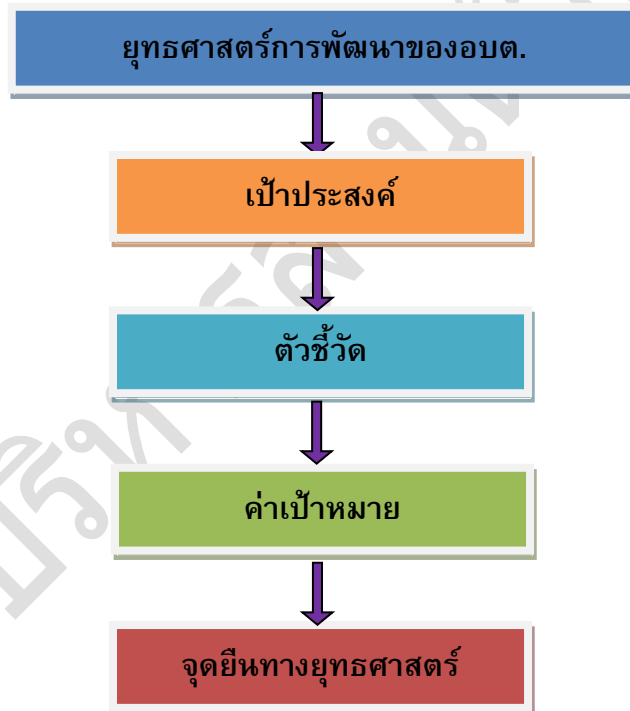 ยุทธศาสตร์การพัฒนาของอบต.
เป้าประสงค์
ตัวชี้วัด
ค่าเป้าหมาย
จุดยืนทางยุทธศาสตร์